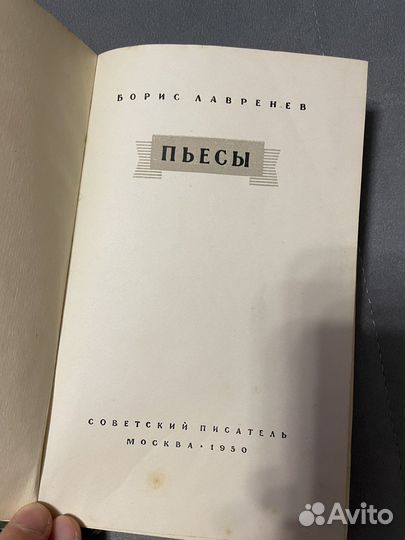 БОРИС ЛАВРЕНЕВ
ПЬЕСЫ
СОВЕТСКИЙ ПИСАТЕЛЬ
МОСКВА • 1950
Avito